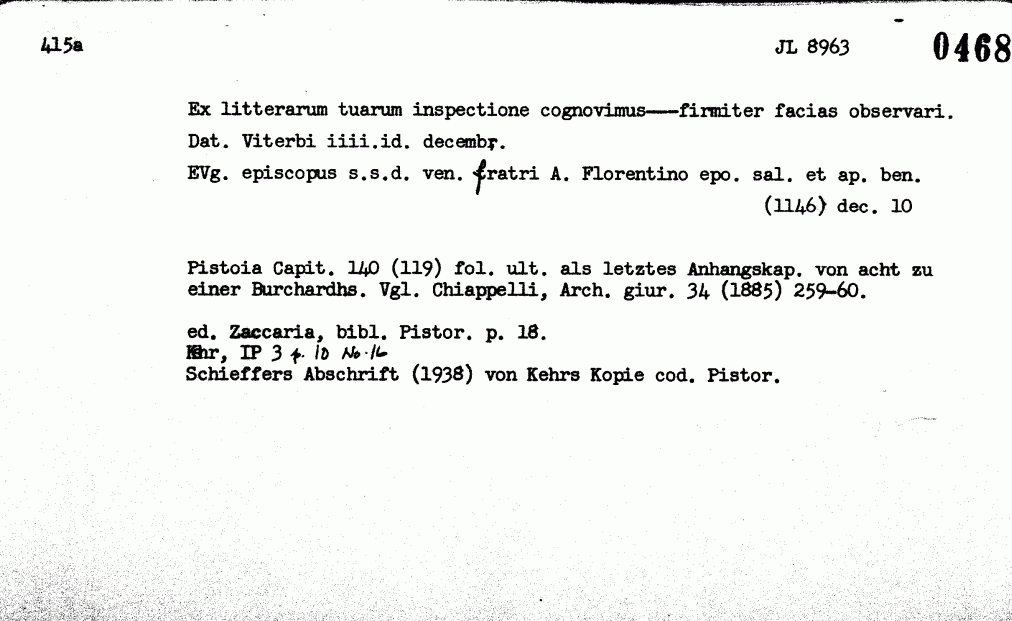 415a JL 8963 0468
Ex litterarum tuarum inspectione cognovimus——firmiter facias observari.
Dat. Viterbi iiii.id. decembr.
EVg. episcopus s.s.d. ven. fratri A. Florentino epo. sal. et ap. ben.
(1146) dec. 10
Pistoia Capit. 140 (119) fol. ult. als letztes Anhangskap. von acht zu
einer Burchardhs. Vgl. Chiappelli, Arch. giur. 34 (1885) 259-60.
ed. Zaccaria, bibl. Pistor. p. 18.
Kehr, IP 3 p. 10 No. 16
Schieffers Abschrift (1938) von Kehrs Kopie cod. Pistor.